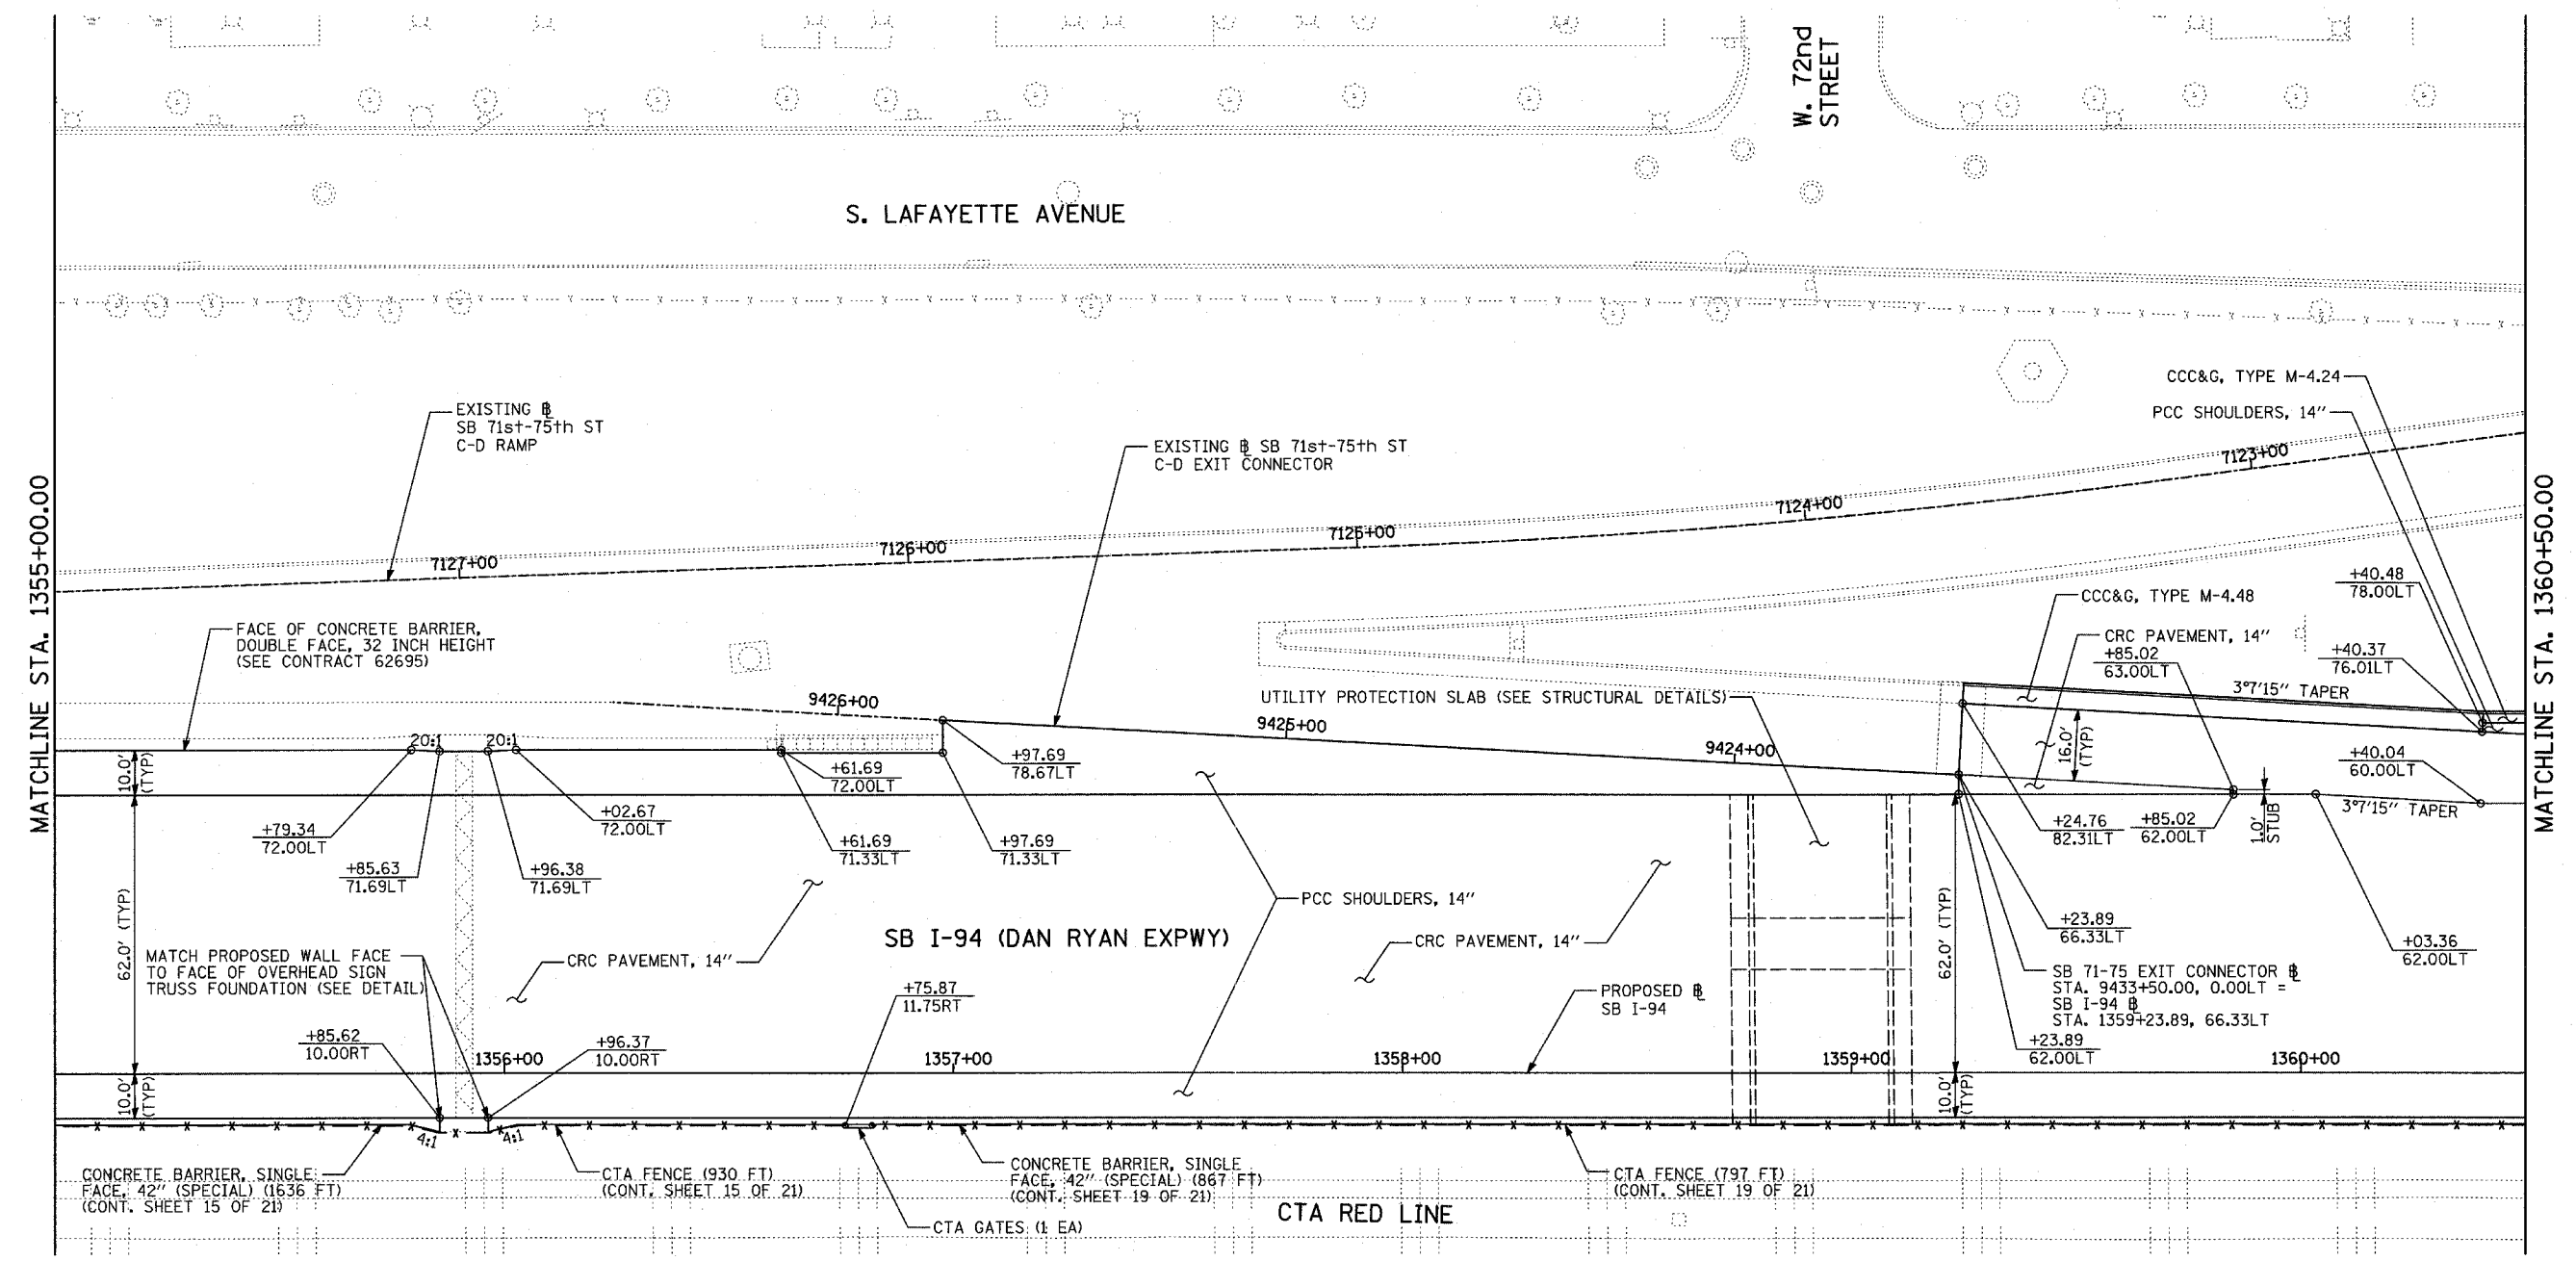 W. 72nd
STREET
S. LAFAYETTE AVENUE
CCC&G, TYPE M-4.24
PCC SHOULDERS, 14"
EXISTING ⅊
SB 71st-75th ST
C-D RAMP
EXISTING ⅊ SB 71st-75th ST
C-D EXIT CONNECTOR
7123+00
7124+00
7125+00
7126+00
7127+00
MATCHLINE STA. 1355+00.00
MATCHLINE STA. 1360+50.00
FACE OF CONCRETE BARRIER,
DOUBLE FACE, 32 INCH HEIGHT
(SEE CONTRACT 62695)
CCC&G, TYPE M-4.48
CRC PAVEMENT, 14"
+40.48
78.00LT
+85.02
63.00LT
+40.37
76.01LT
UTILITY PROTECTION SLAB (SEE STRUCTURAL DETAILS)
3°7'15" TAPER
9426+00
9425+00
9424+00
20:1
20:1
10.0'
(TYP)
16.0'
(TYP)
+97.69
78.67LT
+61.69
72.00LT
+40.04
60.00LT
3°7'15" TAPER
1.0'
STUB
+79.34
72.00LT
+02.67
72.00LT
+61.69
71.33LT
+97.69
71.33LT
+24.76
82.31LT
+85.02
62.00LT
+85.63
71.69LT
+96.38
71.69LT
PCC SHOULDERS, 14"
62.0' (TYP)
62.0' (TYP)
SB I-94 (DAN RYAN EXPWY)
CRC PAVEMENT, 14"
CRC PAVEMENT, 14"
+23.89
66.33LT
+03.36
62.00LT
MATCH PROPOSED WALL FACE
TO FACE OF OVERHEAD SIGN
TRUSS FOUNDATION (SEE DETAIL)
SB 71-75 EXIT CONNECTOR ⅊
STA. 9433+50.00, 0.00LT =
SB I-94 ⅊
STA. 1359+23.89, 66.33LT
+75.87
11.75RT
PROPOSED ⅊
SB I-94
+85.62
10.00RT
+96.37
10.00RT
+23.89
62.00LT
1356+00
1357+00
1358+00
1359+00
1360+00
10.0'
(TYP)
10.0'
(TYP)
4:1
4:1
CONCRETE BARRIER, SINGLE
FACE, 42" (SPECIAL) (1636 FT)
(CONT. SHEET 15 OF 21)
CTA FENCE (930 FT)
(CONT. SHEET 15 OF 21)
CONCRETE BARRIER, SINGLE
FACE, 42" (SPECIAL) (867 FT)
(CONT. SHEET 19 OF 21)
CTA FENCE (797 FT)
(CONT. SHEET 19 OF 21)
CTA GATES (1 EA)
CTA RED LINE